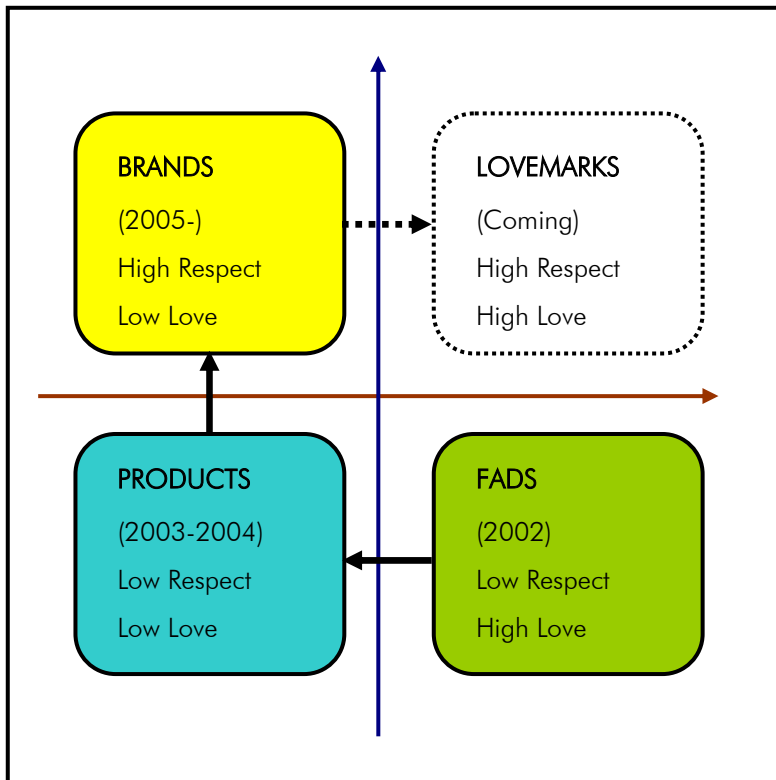 BRANDS
(2005-)
High Respect
Low Love
LOVEMARKS
(Coming)
High Respect
High Love
PRODUCTS
(2003-2004)
Low Respect
Low Love
FADS
(2002)
Low Respect
High Love